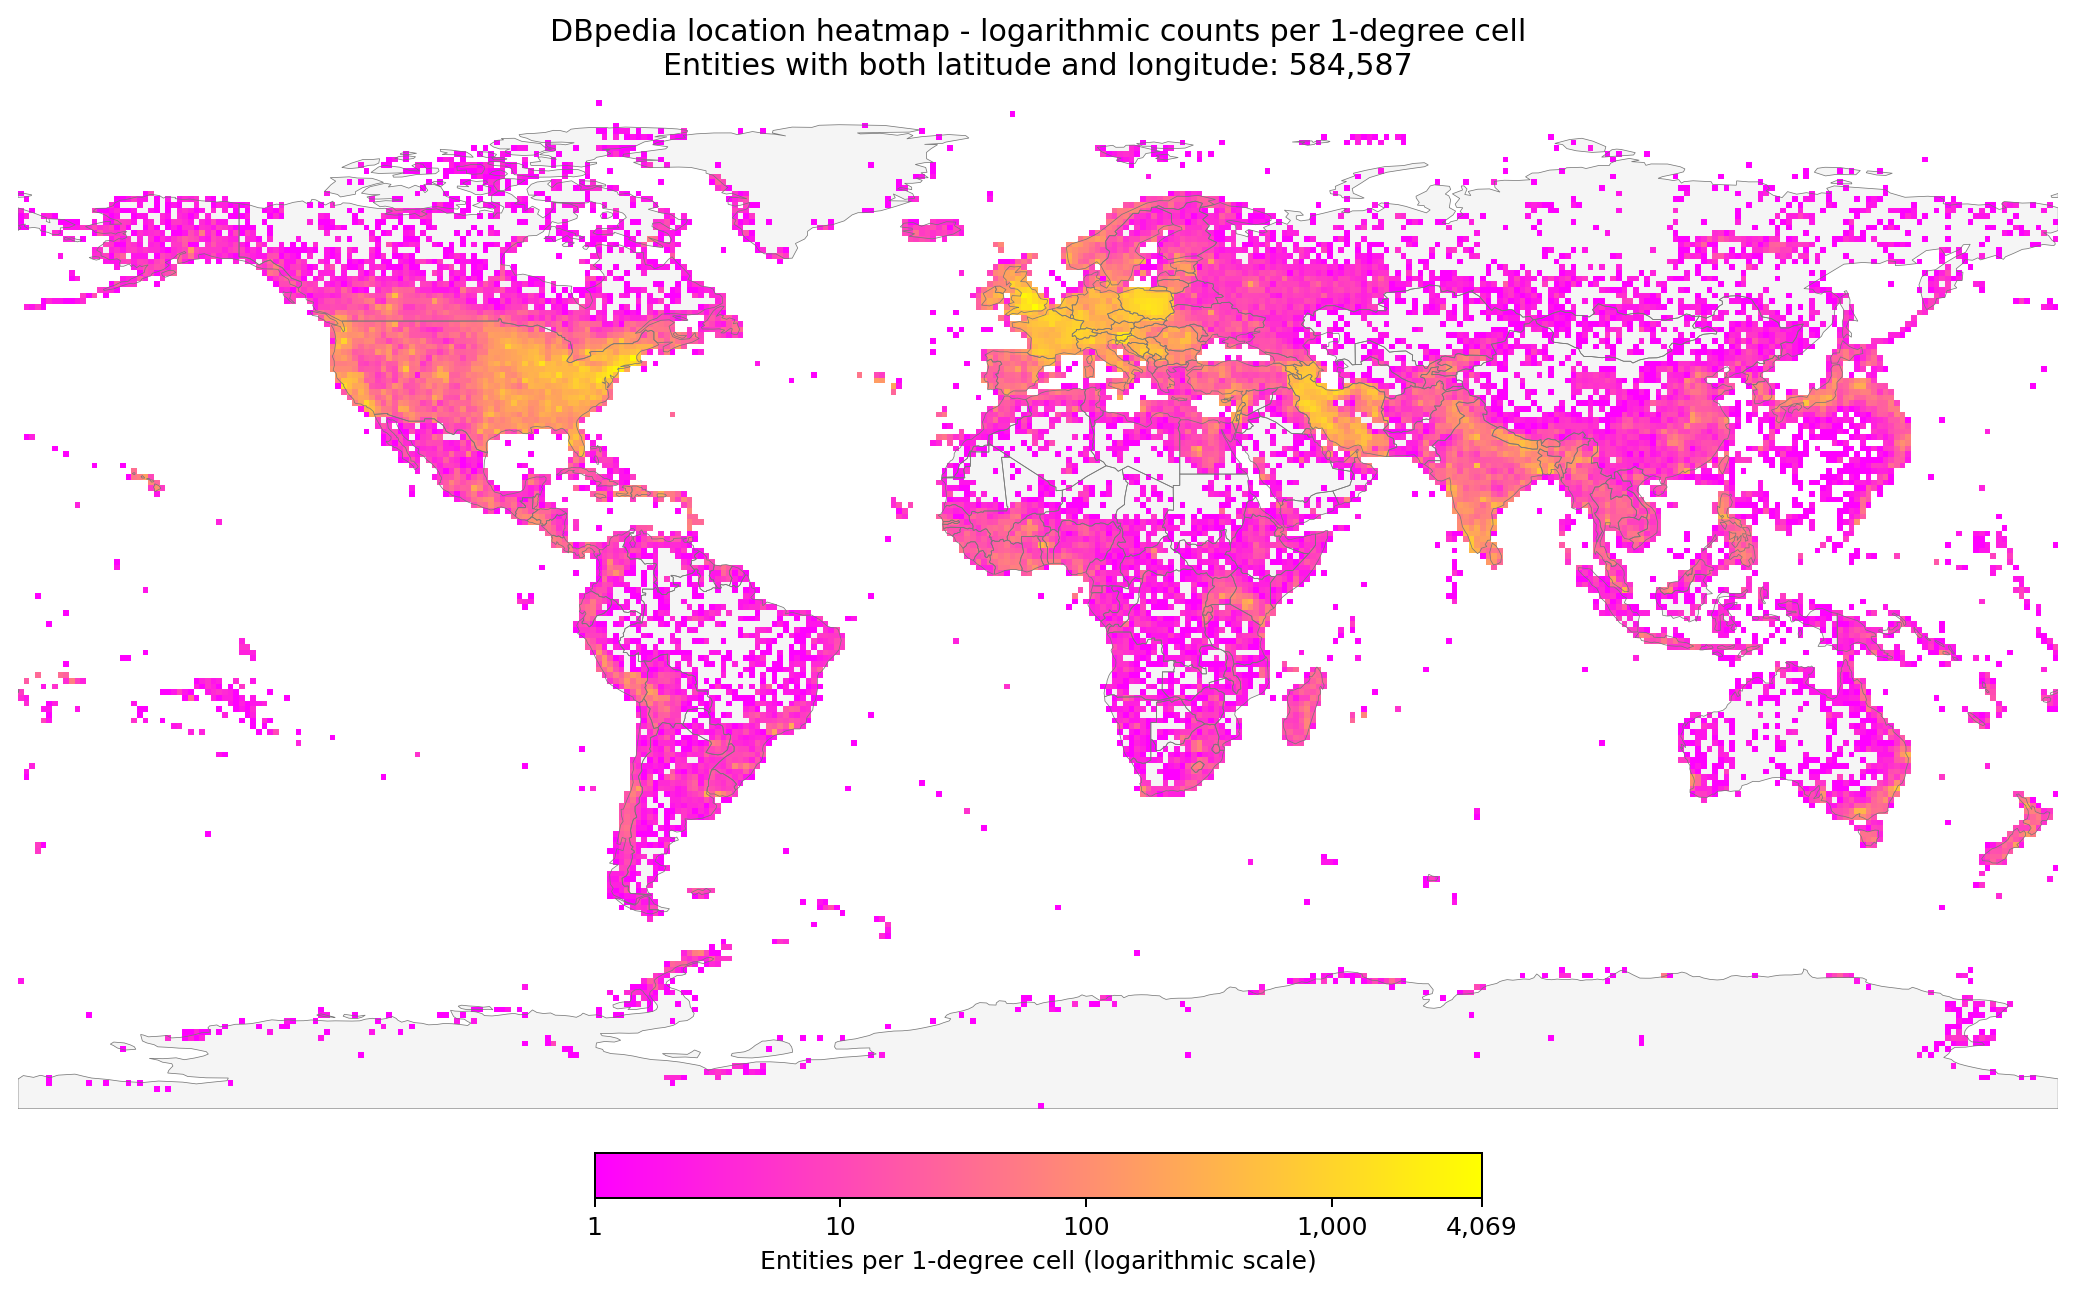 DBpedia location heatmap - logarithmic counts per 1-degree cell
Entities with both latitude and longitude: 584,587
1 10 100 1,000 4,069
Entities per 1-degree cell (logarithmic scale)